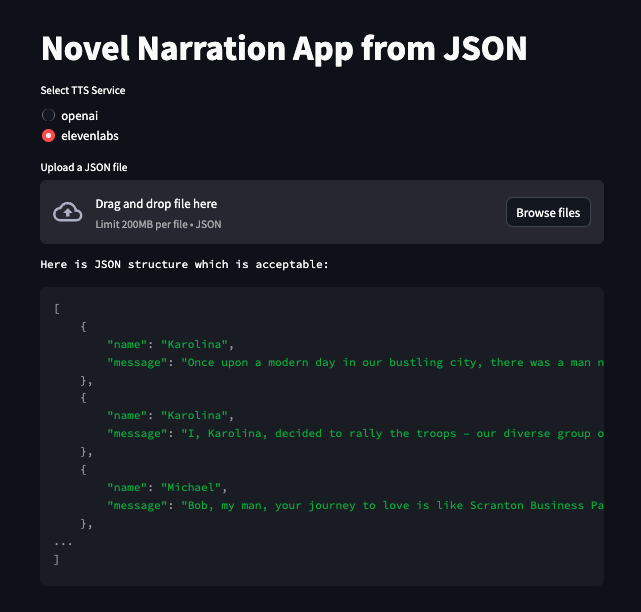 Novel Narration App from JSON
Select TTS Service
openai
elevenlabs
Upload a JSON file
Drag and drop file here
Limit 200MB per file • JSON
Browse files
Here is JSON structure which is acceptable:
[
    {
        "name": "Karolina",
        "message": "Once upon a modern day in our bustling city, there was a man n
    },
    {
        "name": "Karolina",
        "message": "I, Karolina, decided to rally the troops – our diverse group o
    },
    {
        "name": "Michael",
        "message": "Bob, my man, your journey to love is like Scranton Business Pa
    },
...
]